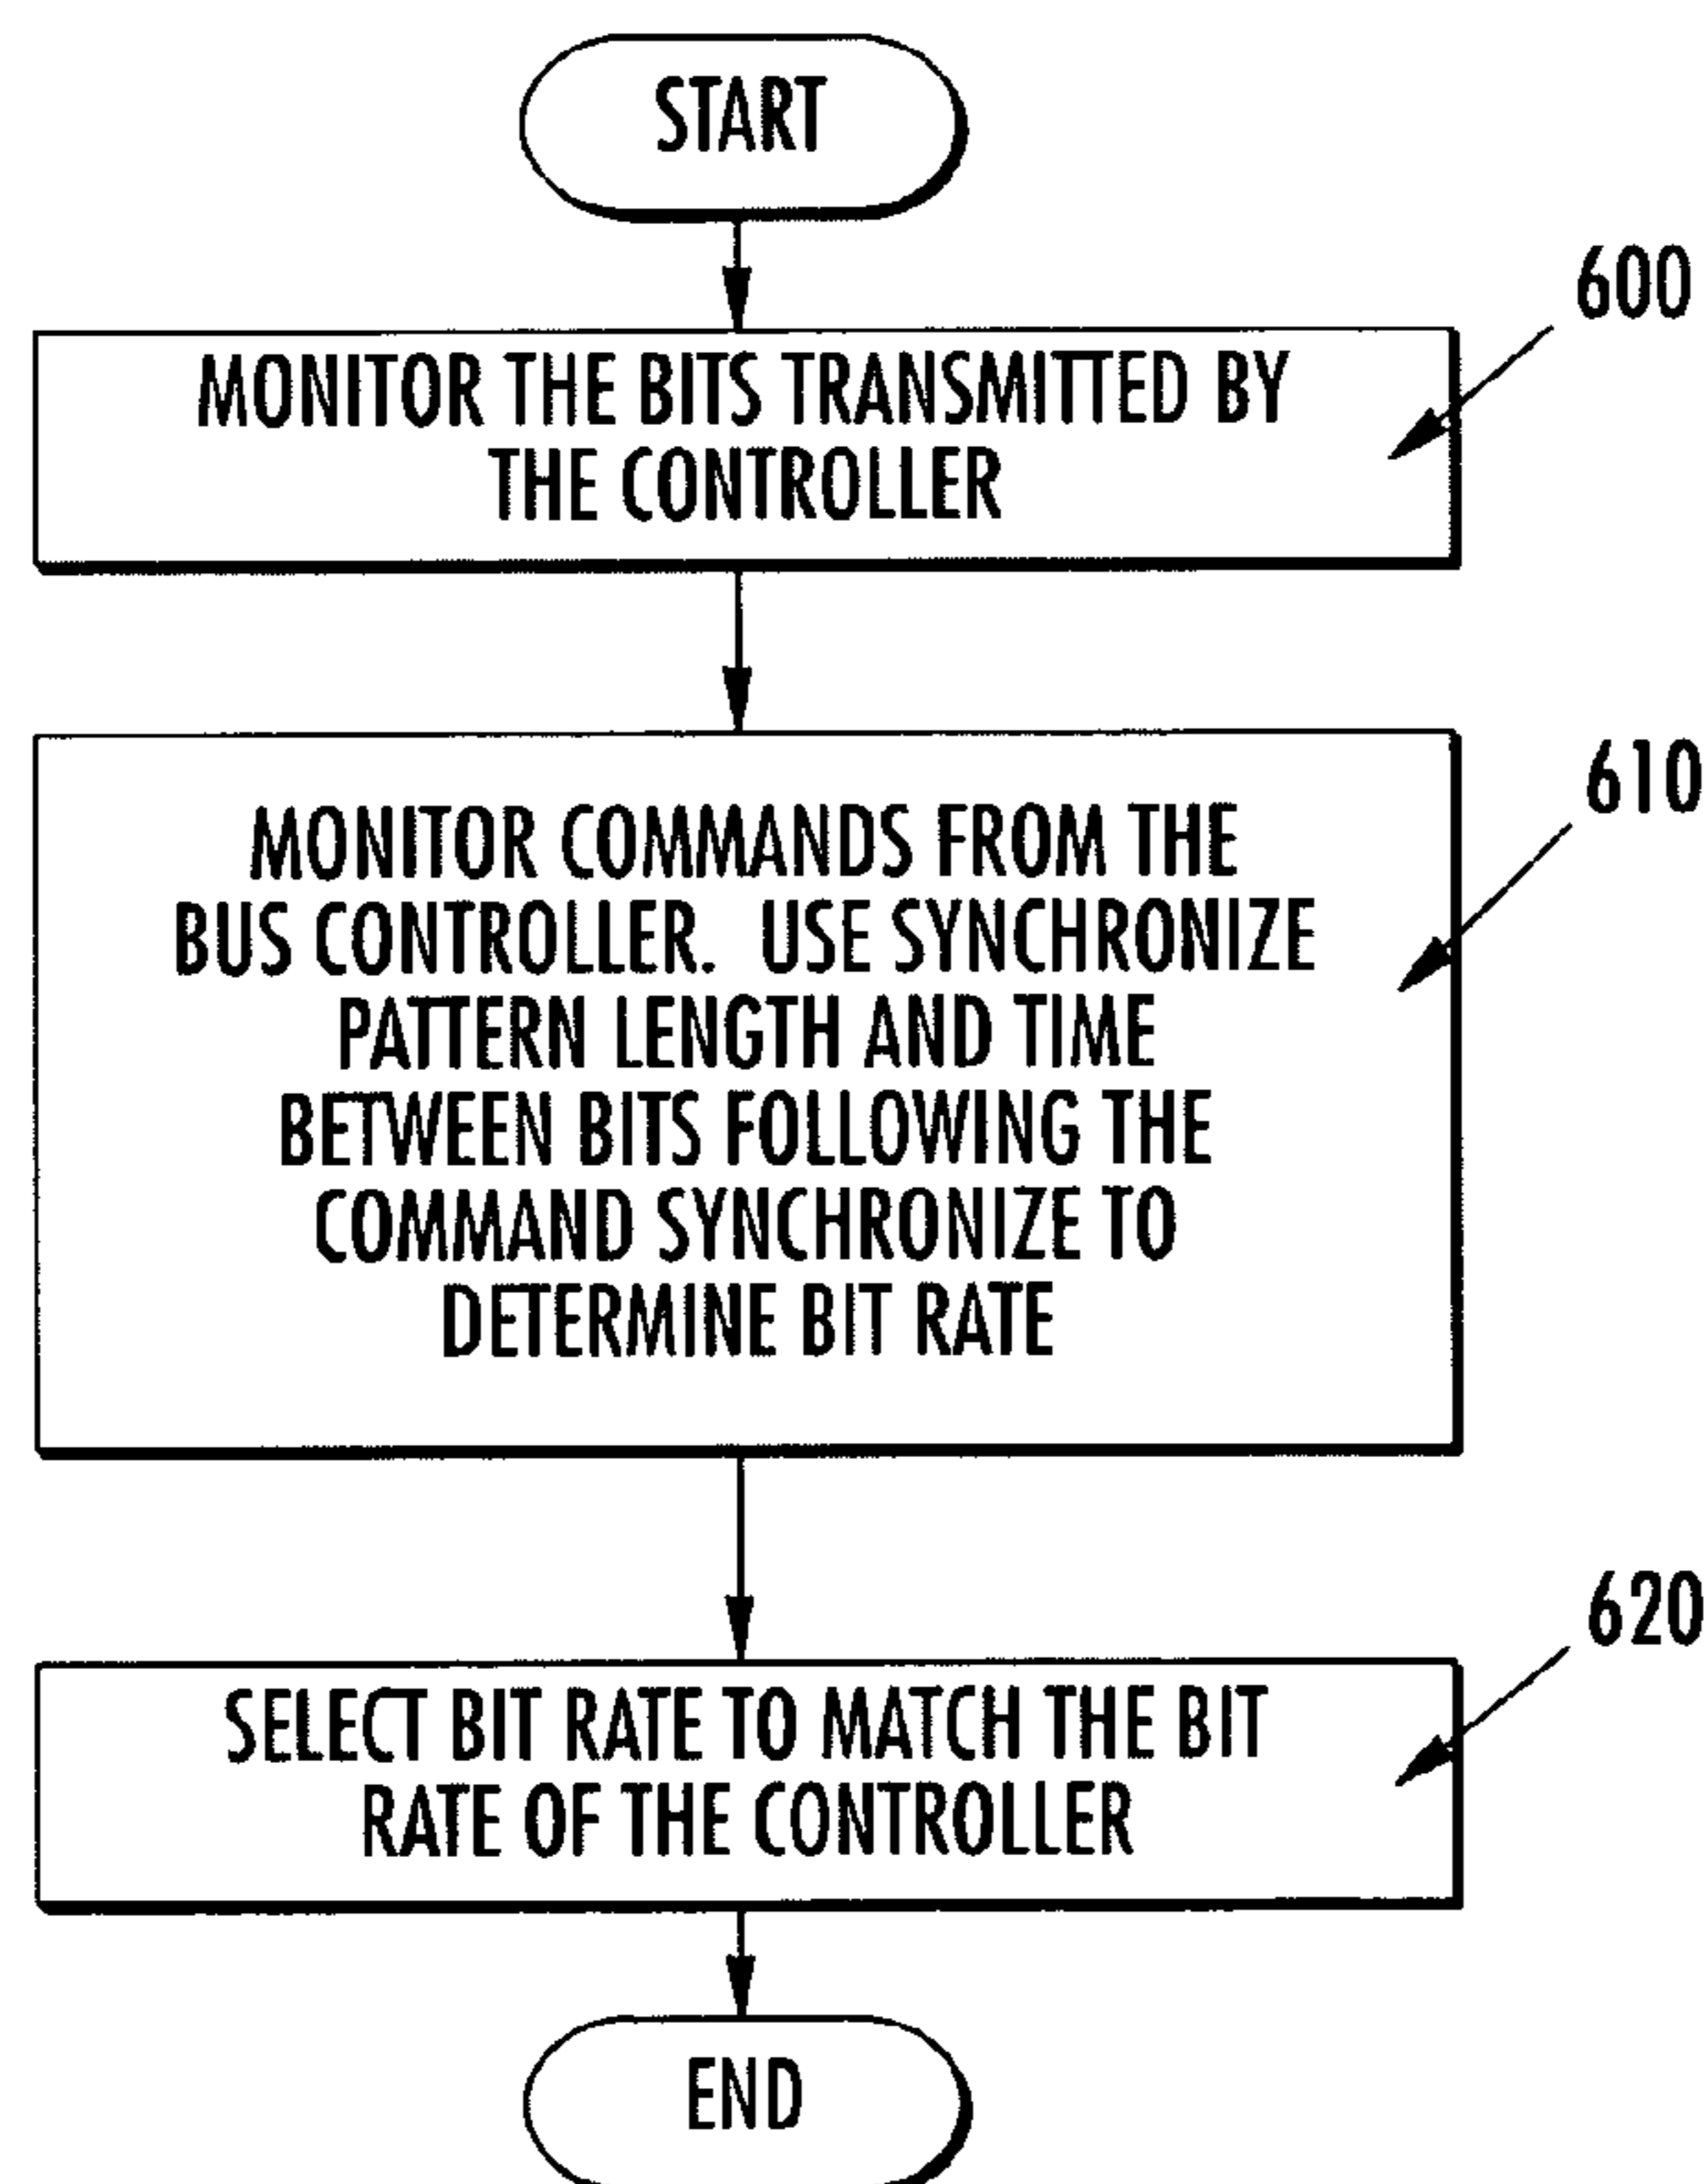 START
600
MONITOR THE BITS TRANSMITTED BY
THE CONTROLLER
610
MONITOR COMMANDS FROM THE
BUS CONTROLLER. USE SYNCHRONIZE
PATTERN LENGTH AND TIME
BETWEEN BITS FOLLOWING THE
COMMAND SYNCHRONIZE TO
DETERMINE BIT RATE
620
SELECT BIT RATE TO MATCH THE BIT
RATE OF THE CONTROLLER
END